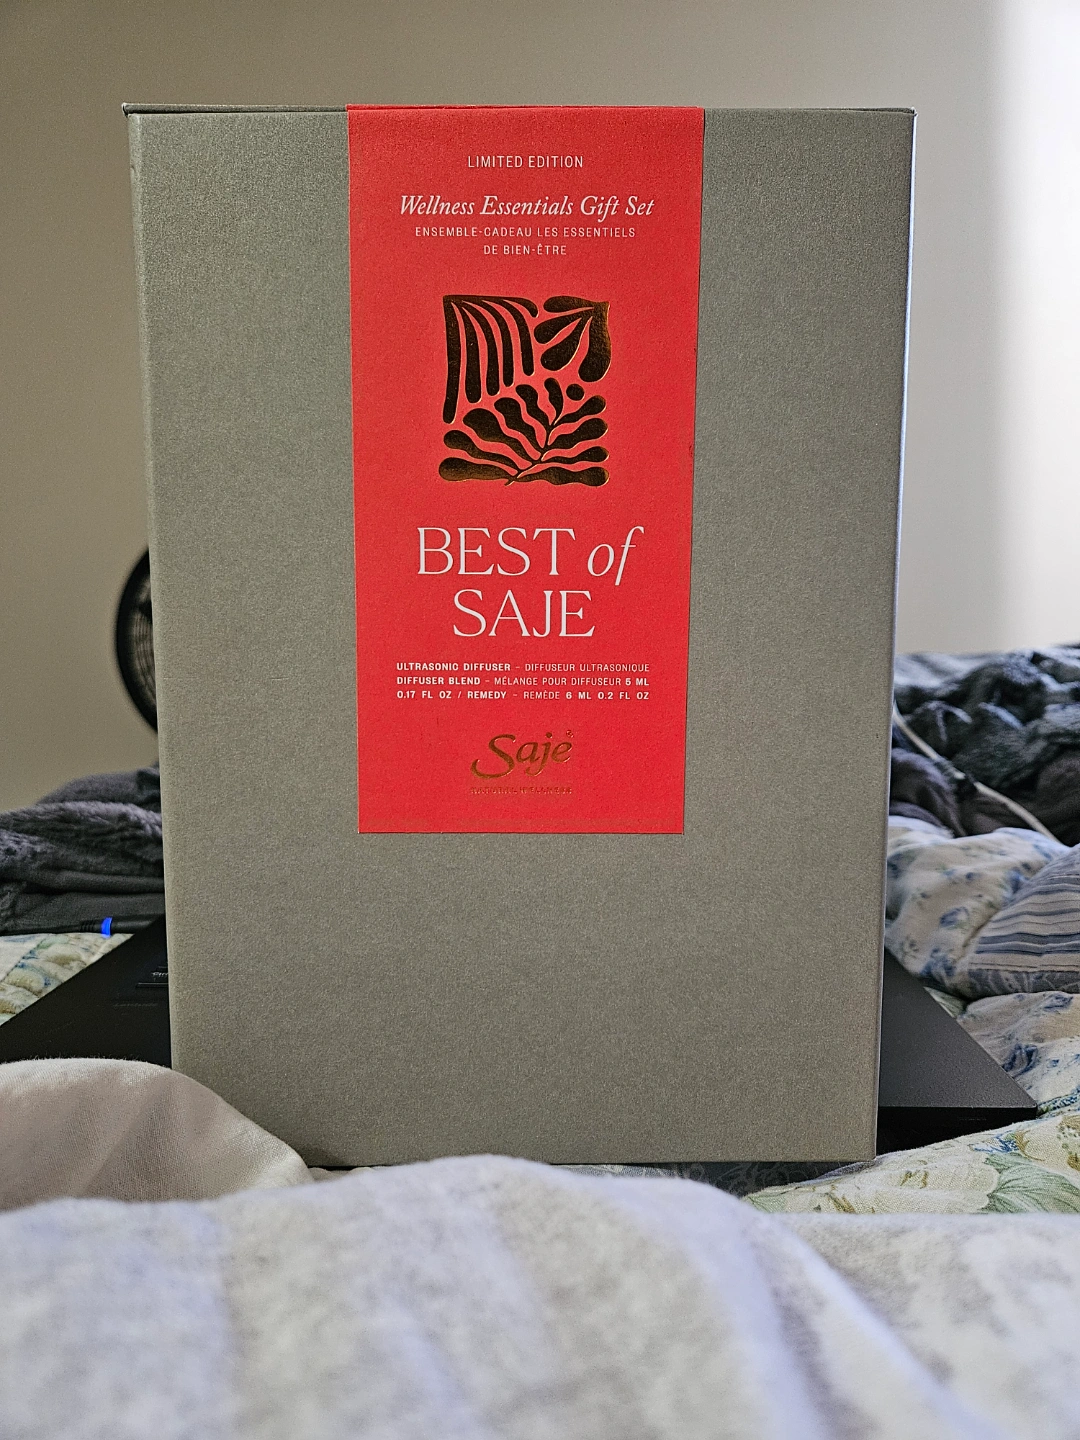 LIMITED EDITION
Wellness Essentials Gift Set
ENSEMBLE-CADEAU LES ESSENTIELS
DE BIEN-ÊTRE
BEST of
SAJE
ULTRASONIC DIFFUSER – DIFFUSEUR ULTRASONIQUE
DIFFUSER BLEND – MÉLANGE POUR DIFFUSEUR 5 ML
0.17 FL OZ / REMEDY – REMÈDE 6 ML 0.2 FL OZ
Saje
NATURAL WELLNESS